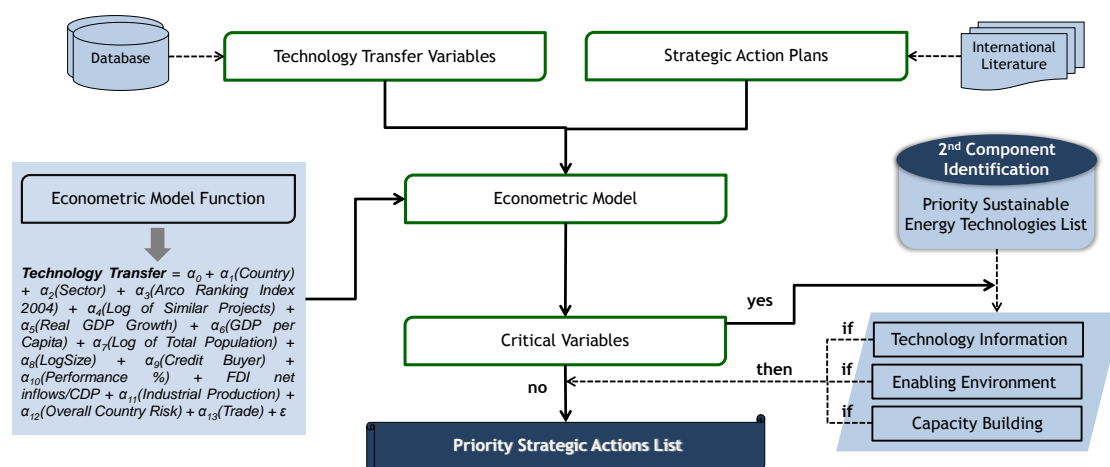 Database
Technology Transfer Variables
Strategic Action Plans
International
Literature
2nd Component
Identification
Priority Sustainable
Energy Technologies List
Econometric Model Function
Econometric Model
Technology Transfer = α0 + α1(Country)
+ α2(Sector) + α3(Arco Ranking Index
2004) + α4(Log of Similar Projects) +
α5(Real GDP Growth) + α6(GDP per
Capita) + α7(Log of Total Population) +
α8(LogSize) + α9(Credit Buyer) +
α10(Performance %) + FDI net
inflows/CDP + α11(Industrial Production) +
α12(Overall Country Risk) + α13(Trade) + ε
yes
Critical Variables
if
Technology Information
then
if
Enabling Environment
no
if
Capacity Building
Priority Strategic Actions List